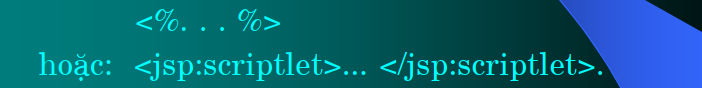 <%. . . %>
hoặc: <jsp:scriptlet>... </jsp:scriptlet>.